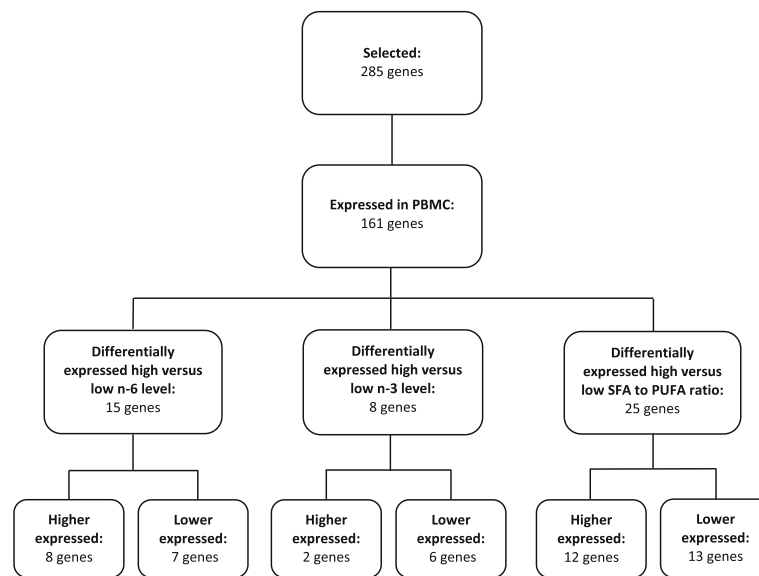 Selected:
285 genes
Expressed in PBMC:
161 genes
Differentially
expressed high versus
low n-6 level:
15 genes
Differentially
expressed high versus
low n-3 level:
8 genes
Differentially
expressed high versus
low SFA to PUFA ratio:
25 genes
Higher
expressed:
8 genes
Lower
expressed:
7 genes
Higher
expressed:
2 genes
Lower
expressed:
6 genes
Higher
expressed:
12 genes
Lower
expressed:
13 genes